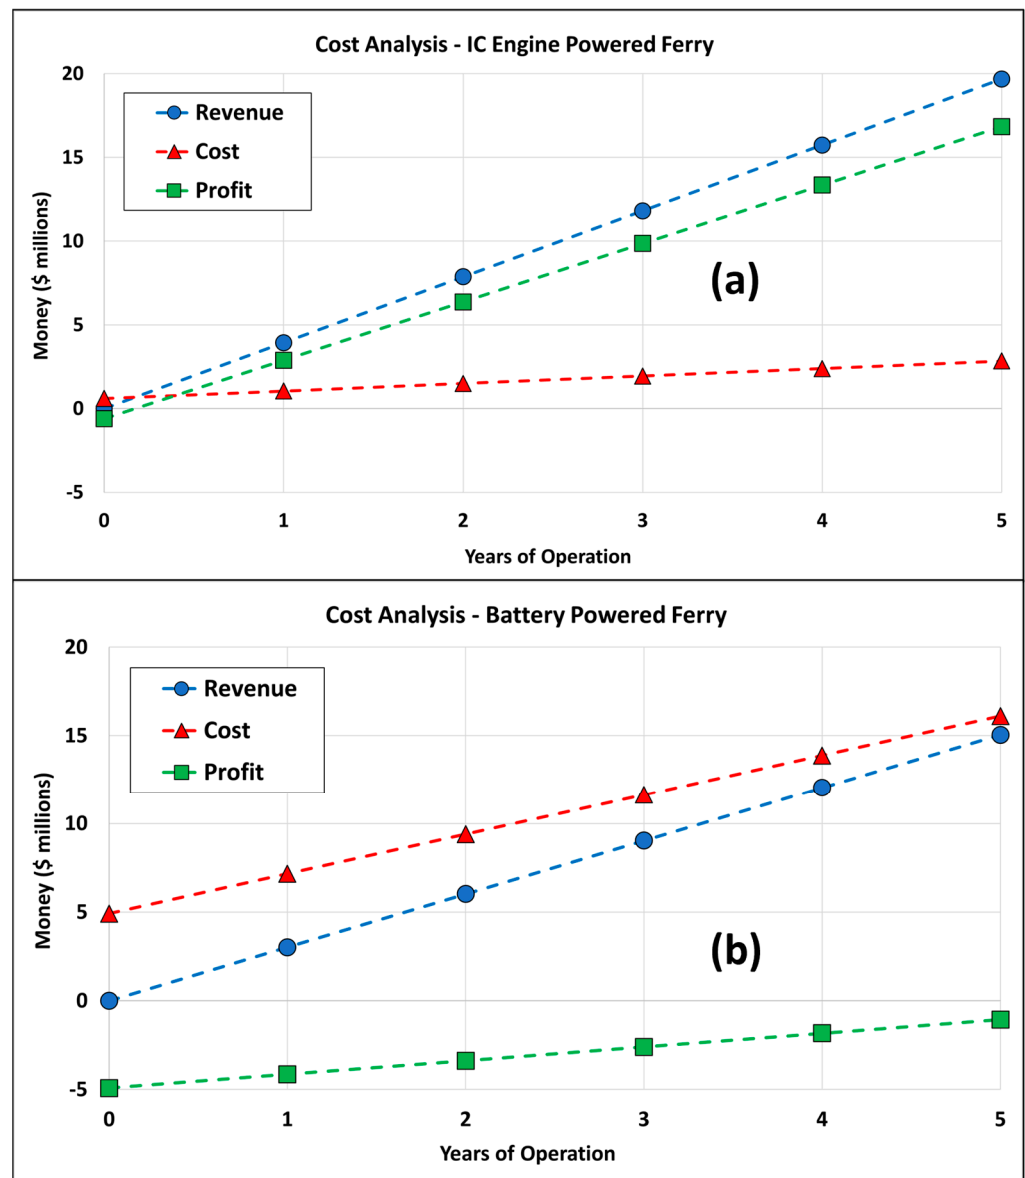 Cost Analysis - IC Engine Powered Ferry
20
Revenue
Cost
15
Profit
10
(a)
Money ($ millions)
5
0
-5
0 1 2 3 4 5
Years of Operation
Cost Analysis - Battery Powered Ferry
20
Revenue
Cost
15
Profit
10
Money ($ millions)
5
(b)
0
-5
0 1 2 3 4 5
Years of Operation